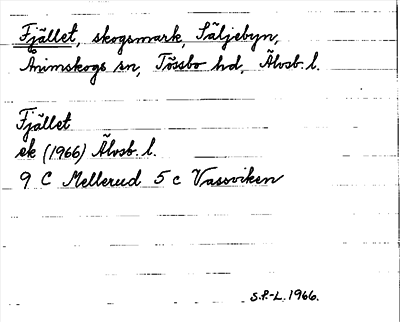 Fjället, skogsmark, Säljebyn,
Ånimskogs sn, Tössbo hd, Älvsb. l.
Fjället
ek (1966) Älvsb. l.
9 C Mellerud 5 c Vassviken
S.P.-L. 1966.